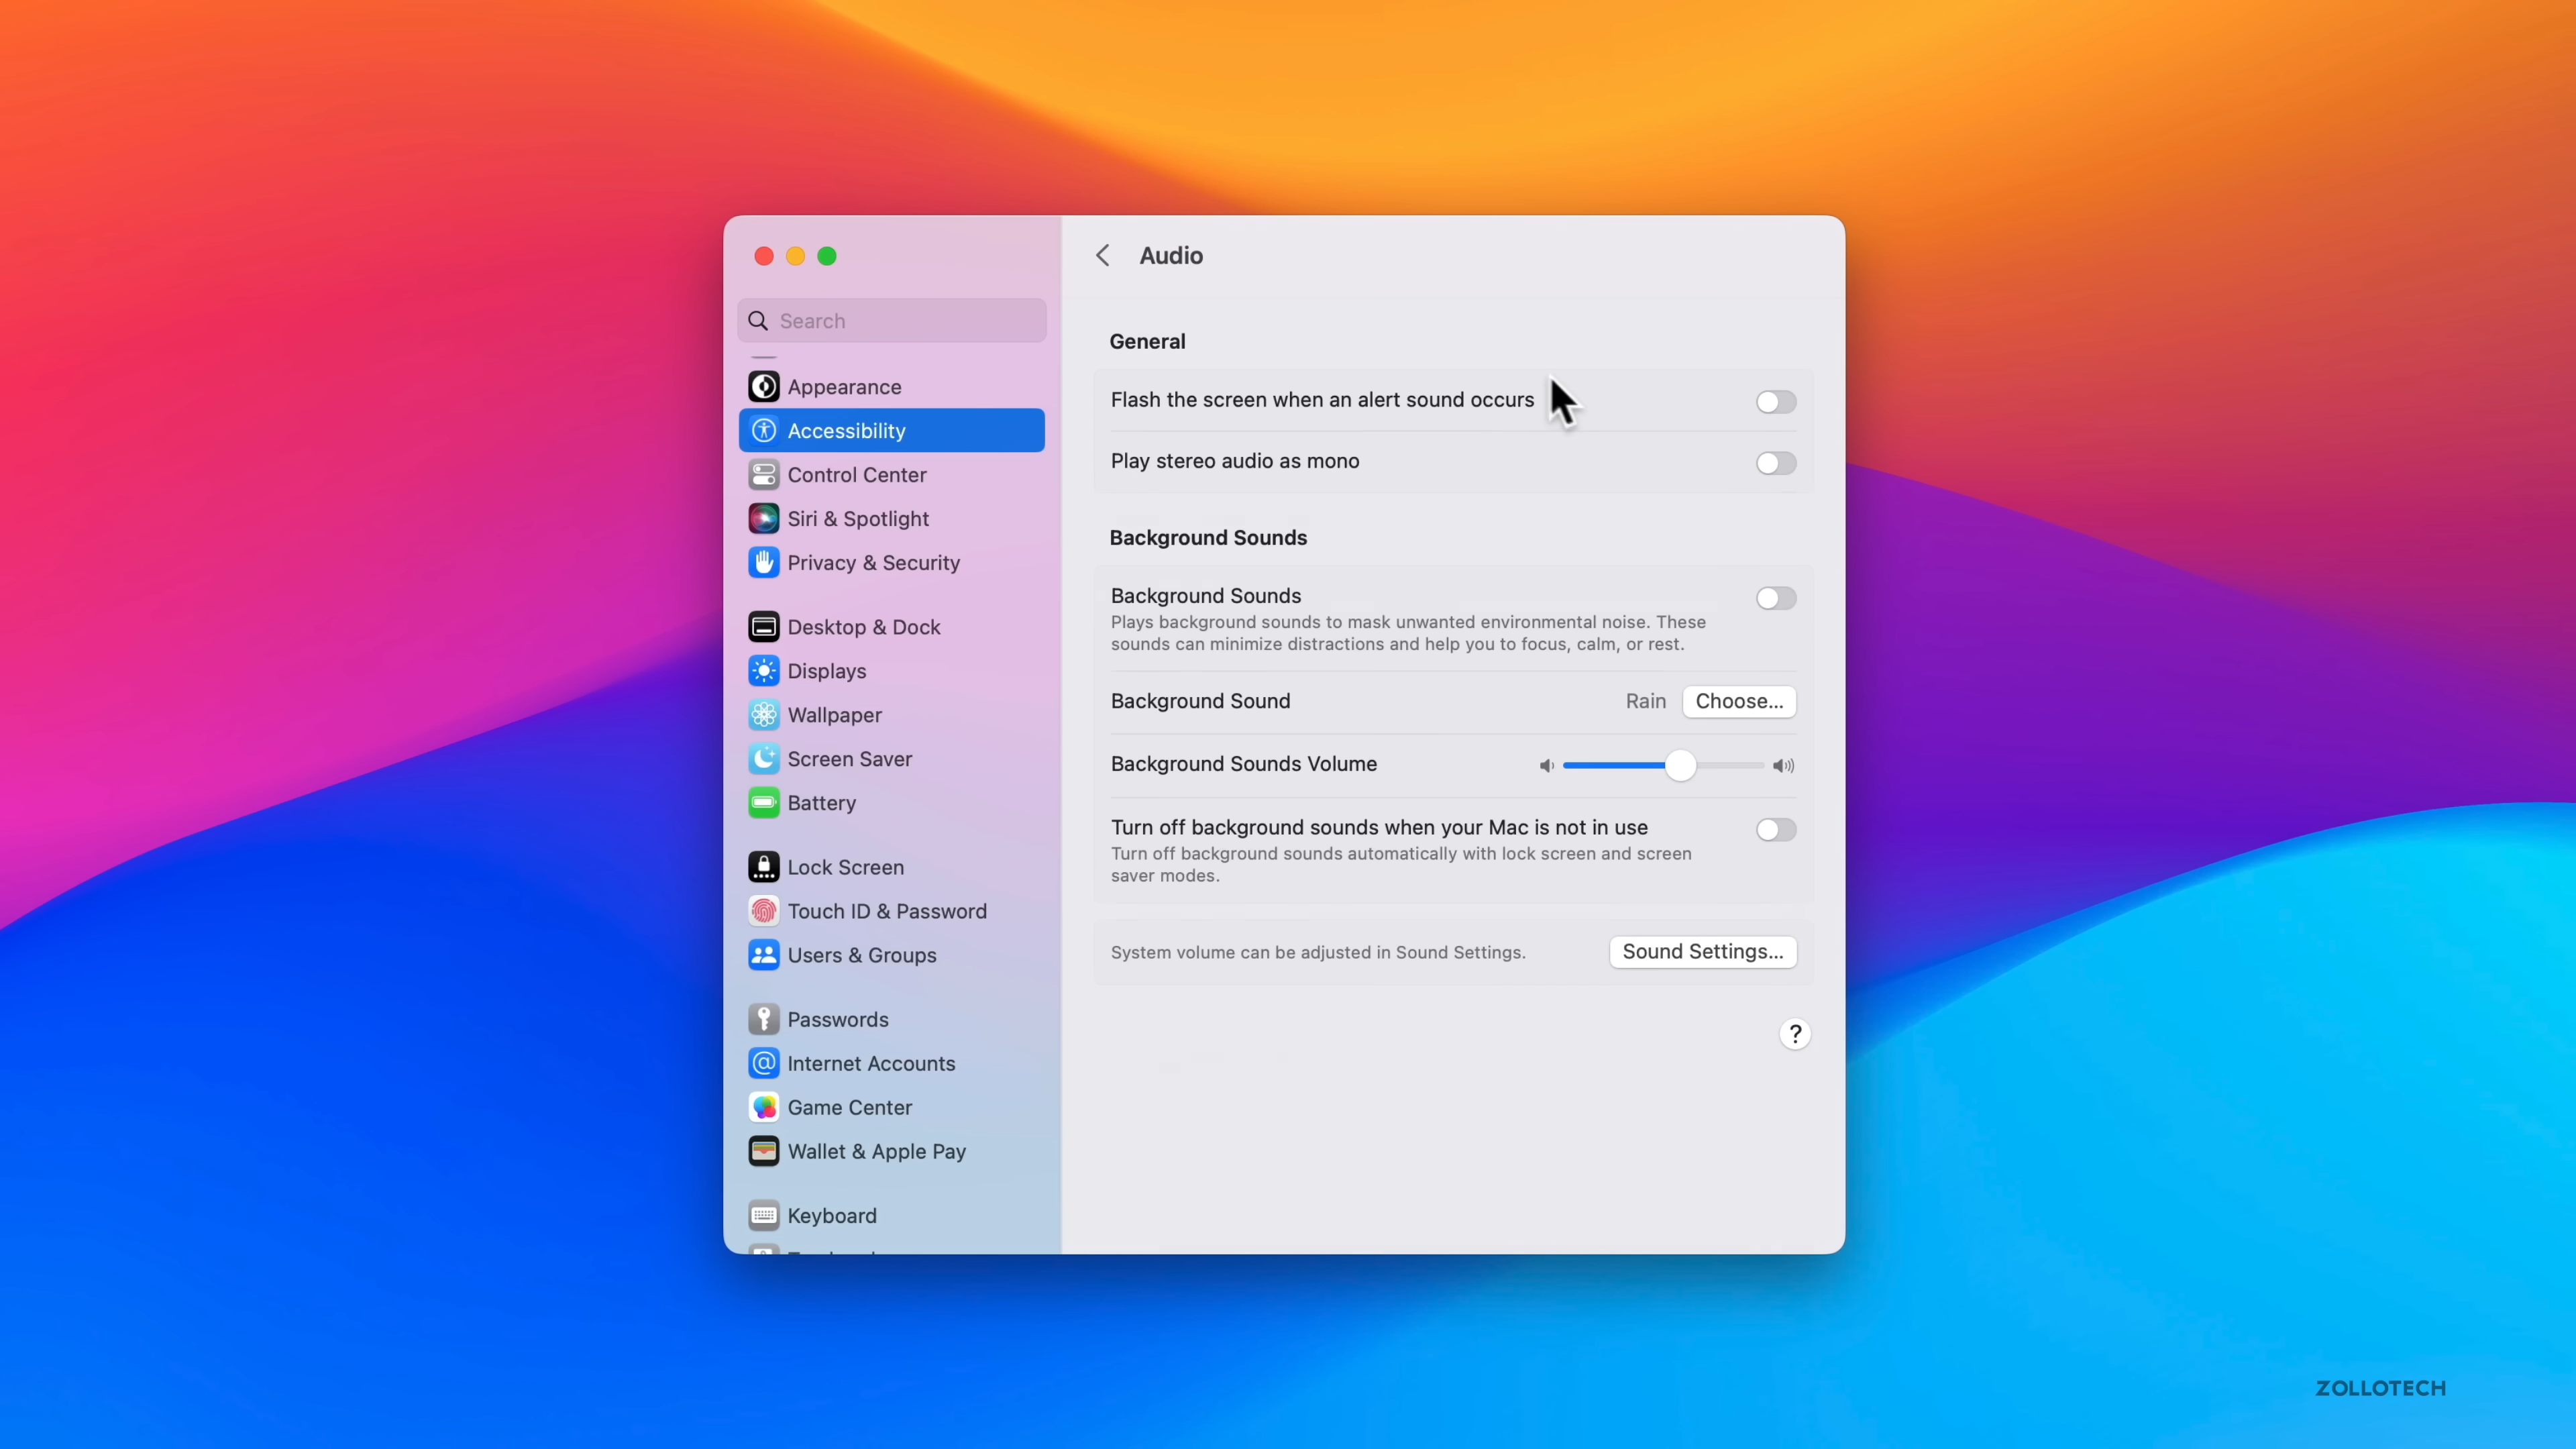 Audio
Search
Appearance
Accessibility
Control Center
Siri & Spotlight
Privacy & Security
Desktop & Dock
Displays
Wallpaper
Screen Saver
Battery
Lock Screen
Touch ID & Password
Users & Groups
Passwords
Internet Accounts
Game Center
Wallet & Apple Pay
Keyboard
General
Flash the screen when an alert sound occurs
Play stereo audio as mono
Background Sounds
Background Sounds
Plays background sounds to mask unwanted environmental noise. These
sounds can minimize distractions and help you to focus, calm, or rest.
Background Sound Rain Choose...
Background Sounds Volume
Turn off background sounds when your Mac is not in use
Turn off background sounds automatically with lock screen and screen
saver modes.
System volume can be adjusted in Sound Settings. Sound Settings...
?
ZOLLOTECH